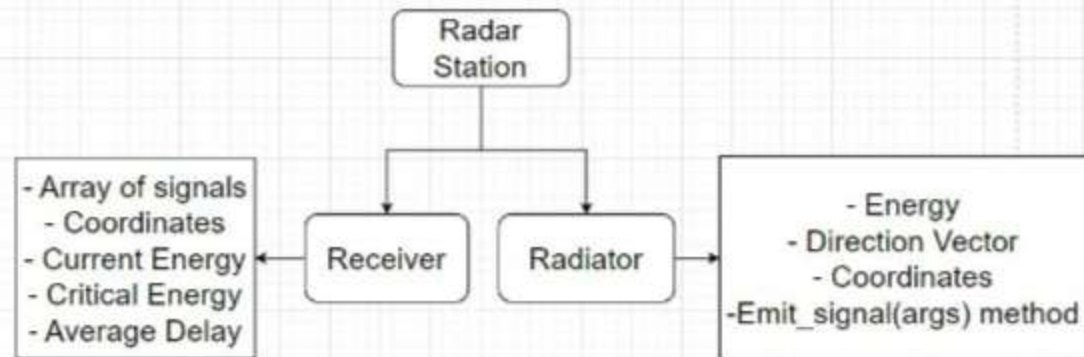 Radar
Station
- Array of signals
- Coordinates
- Current Energy
- Critical Energy
- Average Delay
Receiver
Radiator
- Energy
- Direction Vector
- Coordinates
-Emit_signal(args) method